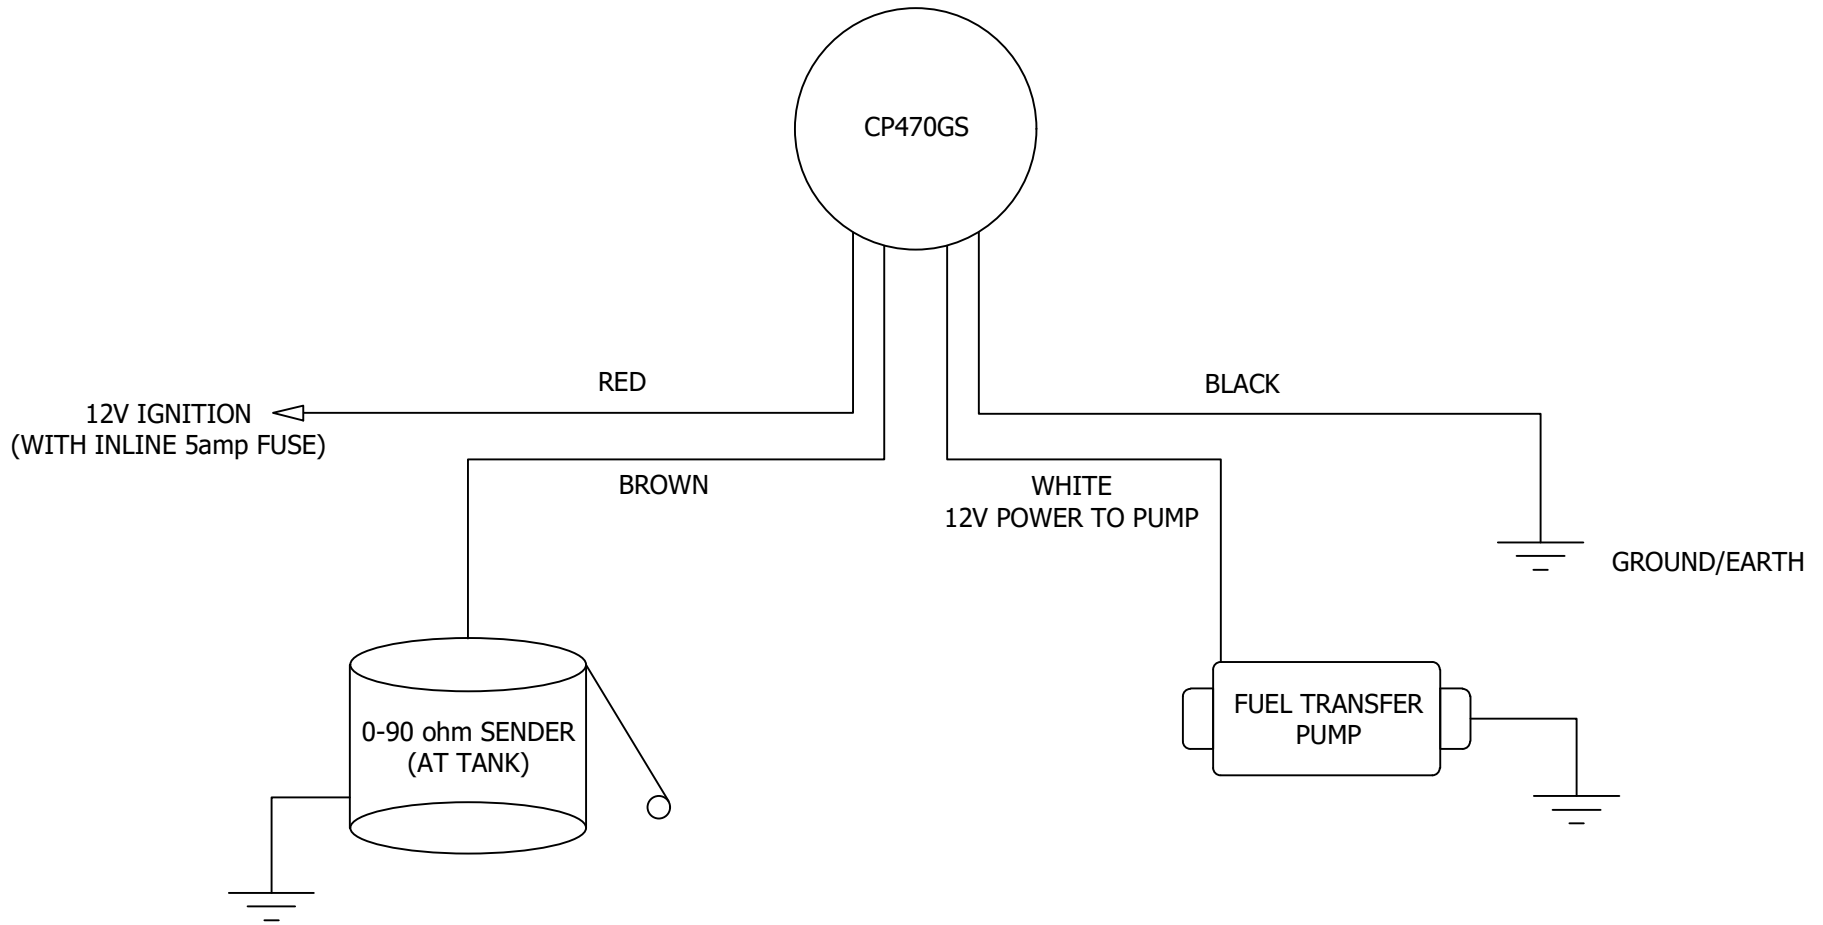 CP470GS
RED
BLACK
12V IGNITION
(WITH INLINE 5amp FUSE)
BROWN
WHITE
12V POWER TO PUMP
GROUND/EARTH
0-90 ohm SENDER
(AT TANK)
FUEL TRANSFER
PUMP